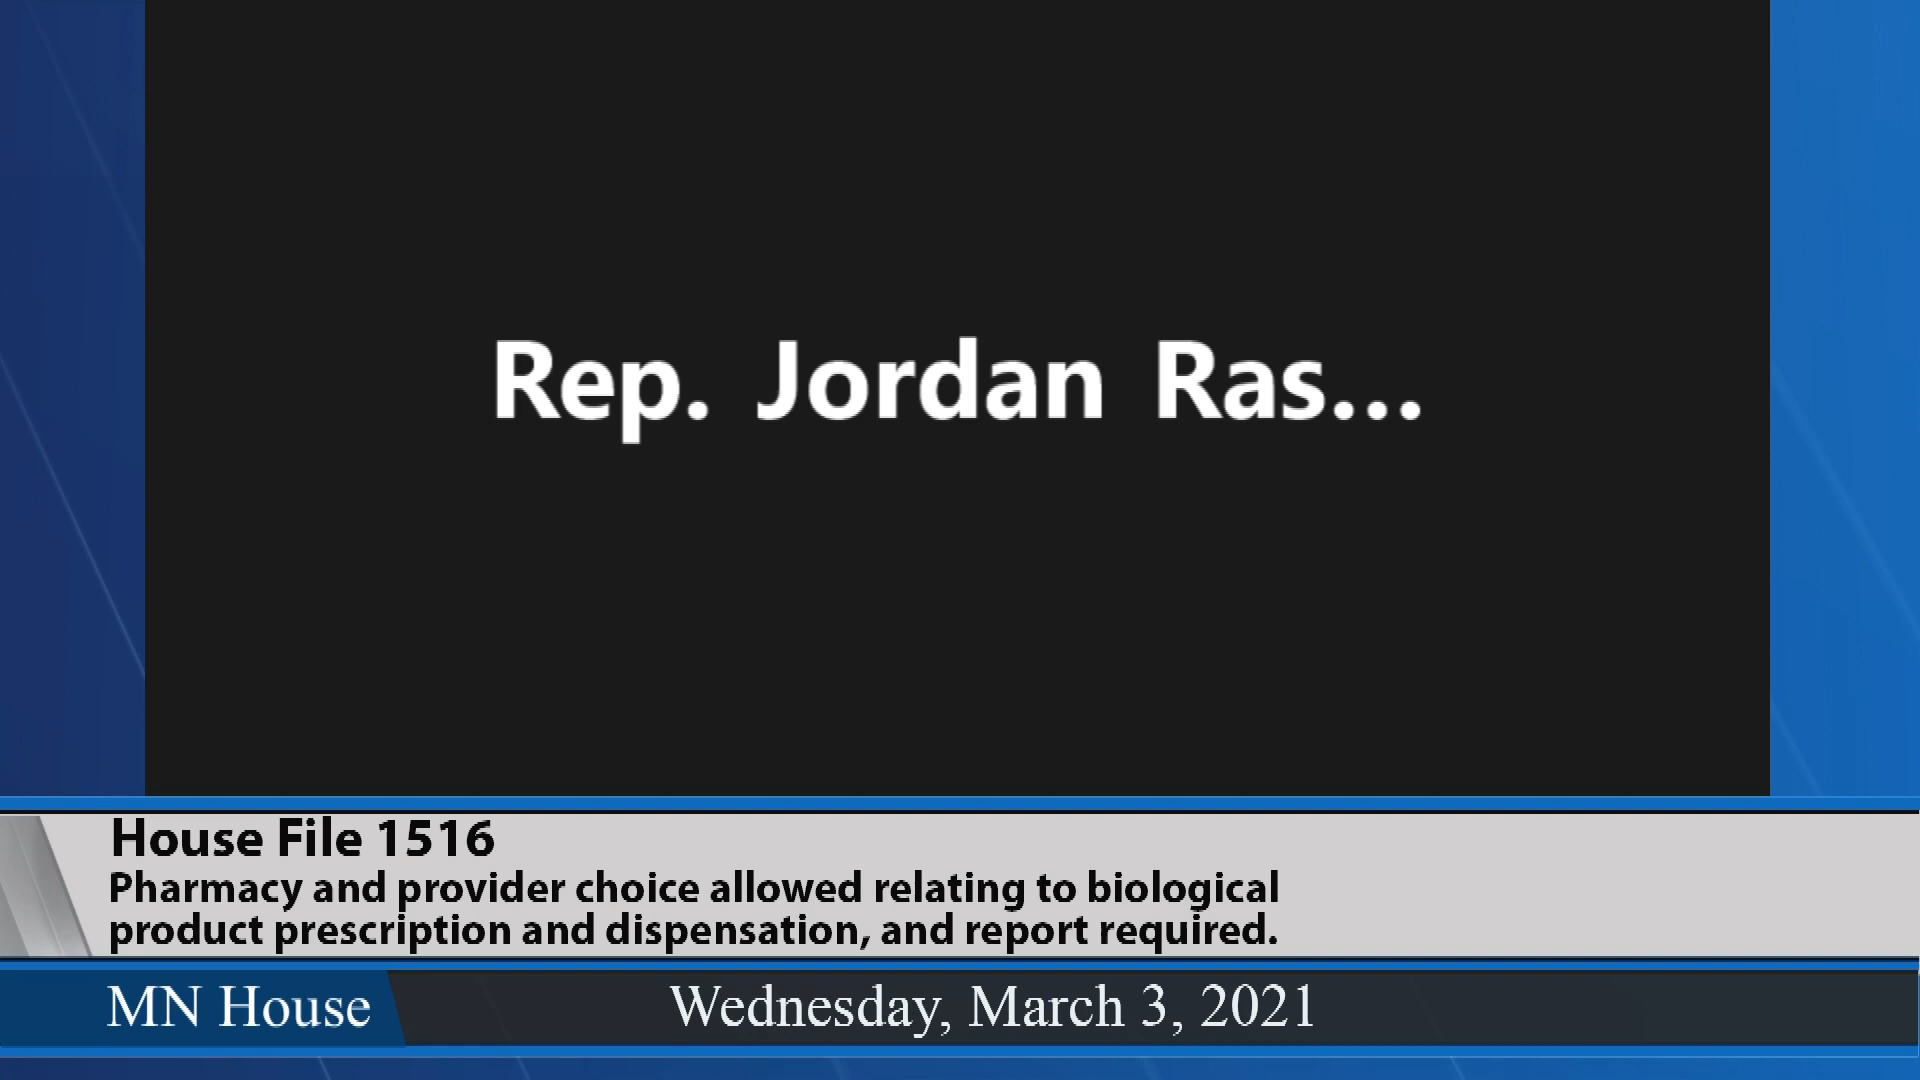 Rep. Jordan Ras...
House File 1516
Pharmacy and provider choice allowed relating to biological
product prescription and dispensation, and report required.
MN House
Wednesday, March 3, 2021